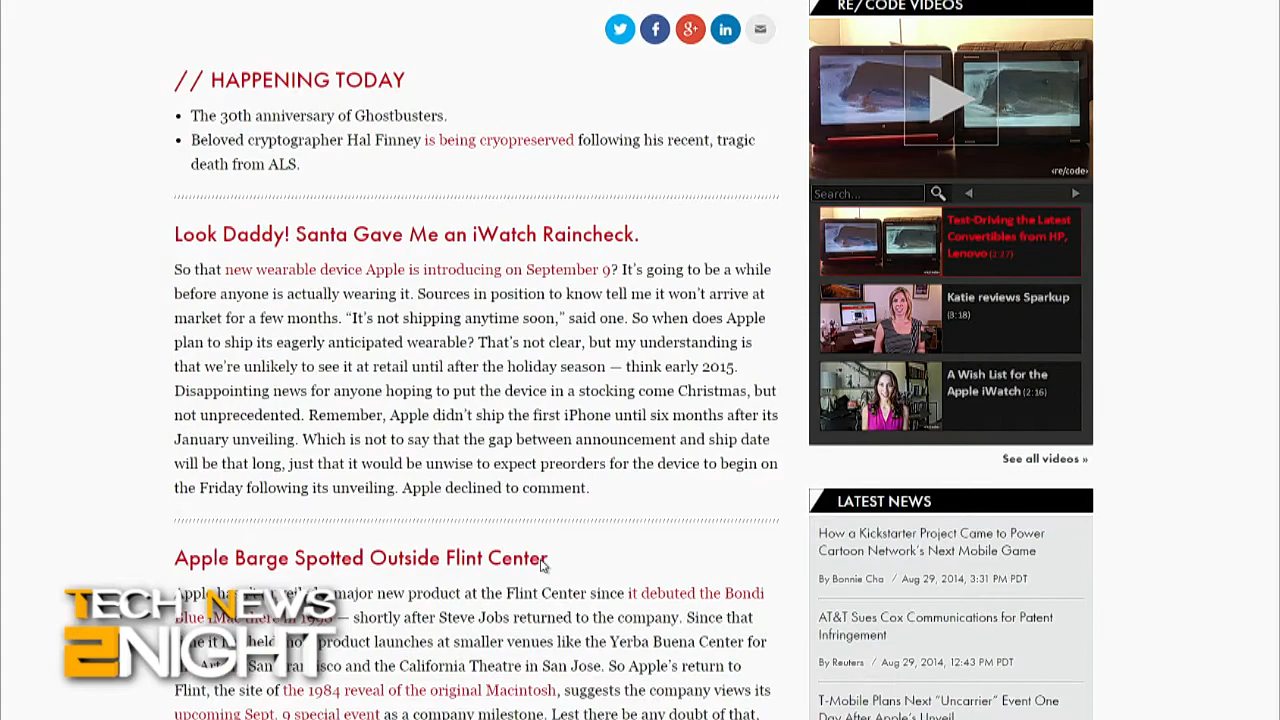 // HAPPENING TODAY
• The 30th anniversary of Ghostbusters.
• Beloved cryptographer Hal Finney is being cryopreserved following his recent, tragic
death from ALS.
Look Daddy! Santa Gave Me an iWatch Raincheck.
So that new wearable device Apple is introducing on September 9? It’s going to be a while
before anyone is actually wearing it. Sources in position to know tell me it won’t arrive at
market for a few months. “It’s not shipping anytime soon,” said one. So when does Apple
plan to ship its eagerly anticipated wearable? That’s not clear, but my understanding is
that we’re unlikely to see it at retail until after the holiday season — think early 2015.
Disappointing news for anyone hoping to put the device in a stocking come Christmas, but
not unprecedented. Remember, Apple didn’t ship the first iPhone until six months after its
January unveiling. Which is not to say that the gap between announcement and ship date
will be that long, just that it would be unwise to expect preorders for the device to begin on
the Friday following its unveiling. Apple declined to comment.
Apple Barge Spotted Outside Flint Center
Apple major new product at the Flint Center since it debuted the Bondi
Blue iMac there in 1998 — shortly after Steve Jobs returned to the company. Since that
held product launches at smaller venues like the Yerba Buena Center for
San Francisco and the California Theatre in San Jose. So Apple’s return to
Flint, the site of the 1984 reveal of the original Macintosh, suggests the company views its
upcoming Sept. 9 special event as a company milestone. Lest there be any doubt of that,
TECH NEWS
2NIGHT
RE/CODE VIDEOS
‹re/code›
Search...
Test-Driving the Latest
Convertibles from HP,
Lenovo (2:27)
Katie reviews Sparkup
(3:18)
A Wish List for the
Apple iWatch (2:16)
See all videos »
LATEST NEWS
How a Kickstarter Project Came to Power
Cartoon Network’s Next Mobile Game
By Bonnie Cha / Aug 29, 2014, 3:31 PM PDT
AT&T Sues Cox Communications for Patent
Infringement
By Reuters / Aug 29, 2014, 12:43 PM PDT
T-Mobile Plans Next “Uncarrier” Event One
Day After Apple’s Unveil